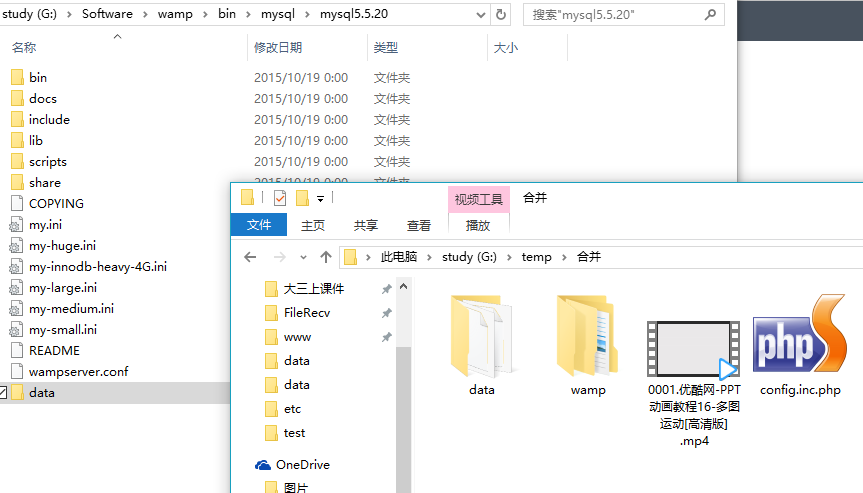 study (G:) › Software › wamp › bin › mysql › mysql5.5.20
搜索"mysql5.5.20"
名称 修改日期 类型 大小
bin 2015/10/19 0:00 文件夹
docs 2015/10/19 0:00 文件夹
include 2015/10/19 0:00 文件夹
lib 2015/10/19 0:00 文件夹
scripts 2015/10/19 0:00 文件夹
share 2015/10/19 0:00 文件夹
COPYING
my.ini
my-huge.ini
my-innodb-heavy-4G.ini
my-large.ini
my-medium.ini
my-small.ini
README
wampserver.conf
data
视频工具 合并
文件 主页 共享 查看 播放
此电脑 › study (G:) › temp › 合并
大三上课件
FileRecv
www
data
data
etc
test
OneDrive
图片
data
wamp
0001.优酷网-PPT
动画教程16-多图
运动[高清版]
.mp4
php
config.inc.php